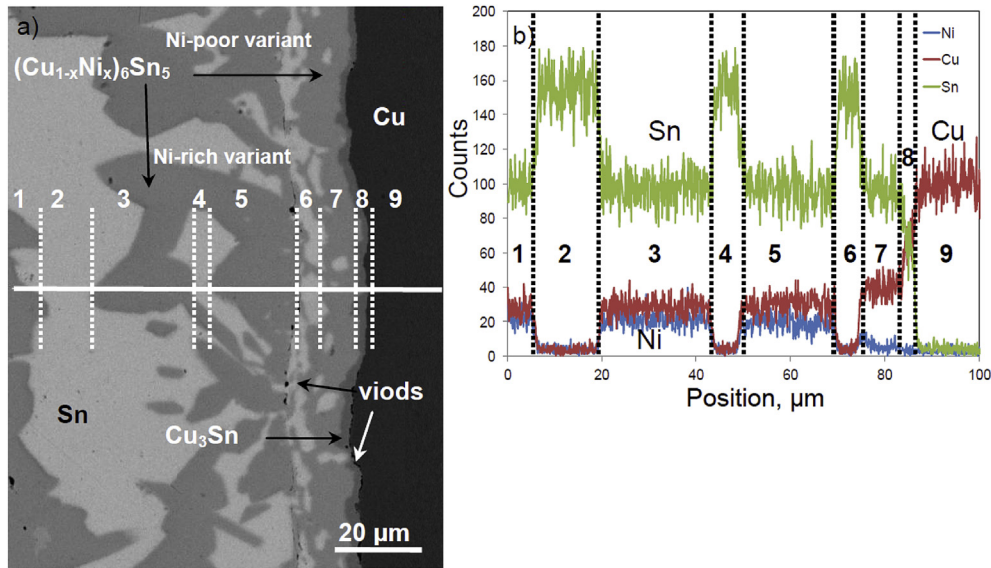 a)
Ni-poor variant
(Cu1-xNix)6Sn5
Cu
Ni-rich variant
1 2 3 4 5 6 7 8 9
Sn
viods
Cu3Sn
20 µm
b)
Ni
Cu
Sn
200
180
160
140
120
100
80
60
40
20
0
Counts
Sn
Cu
8
1 2 3 4 5 6 7 9
Ni
0 20 40 60 80 100
Position, µm